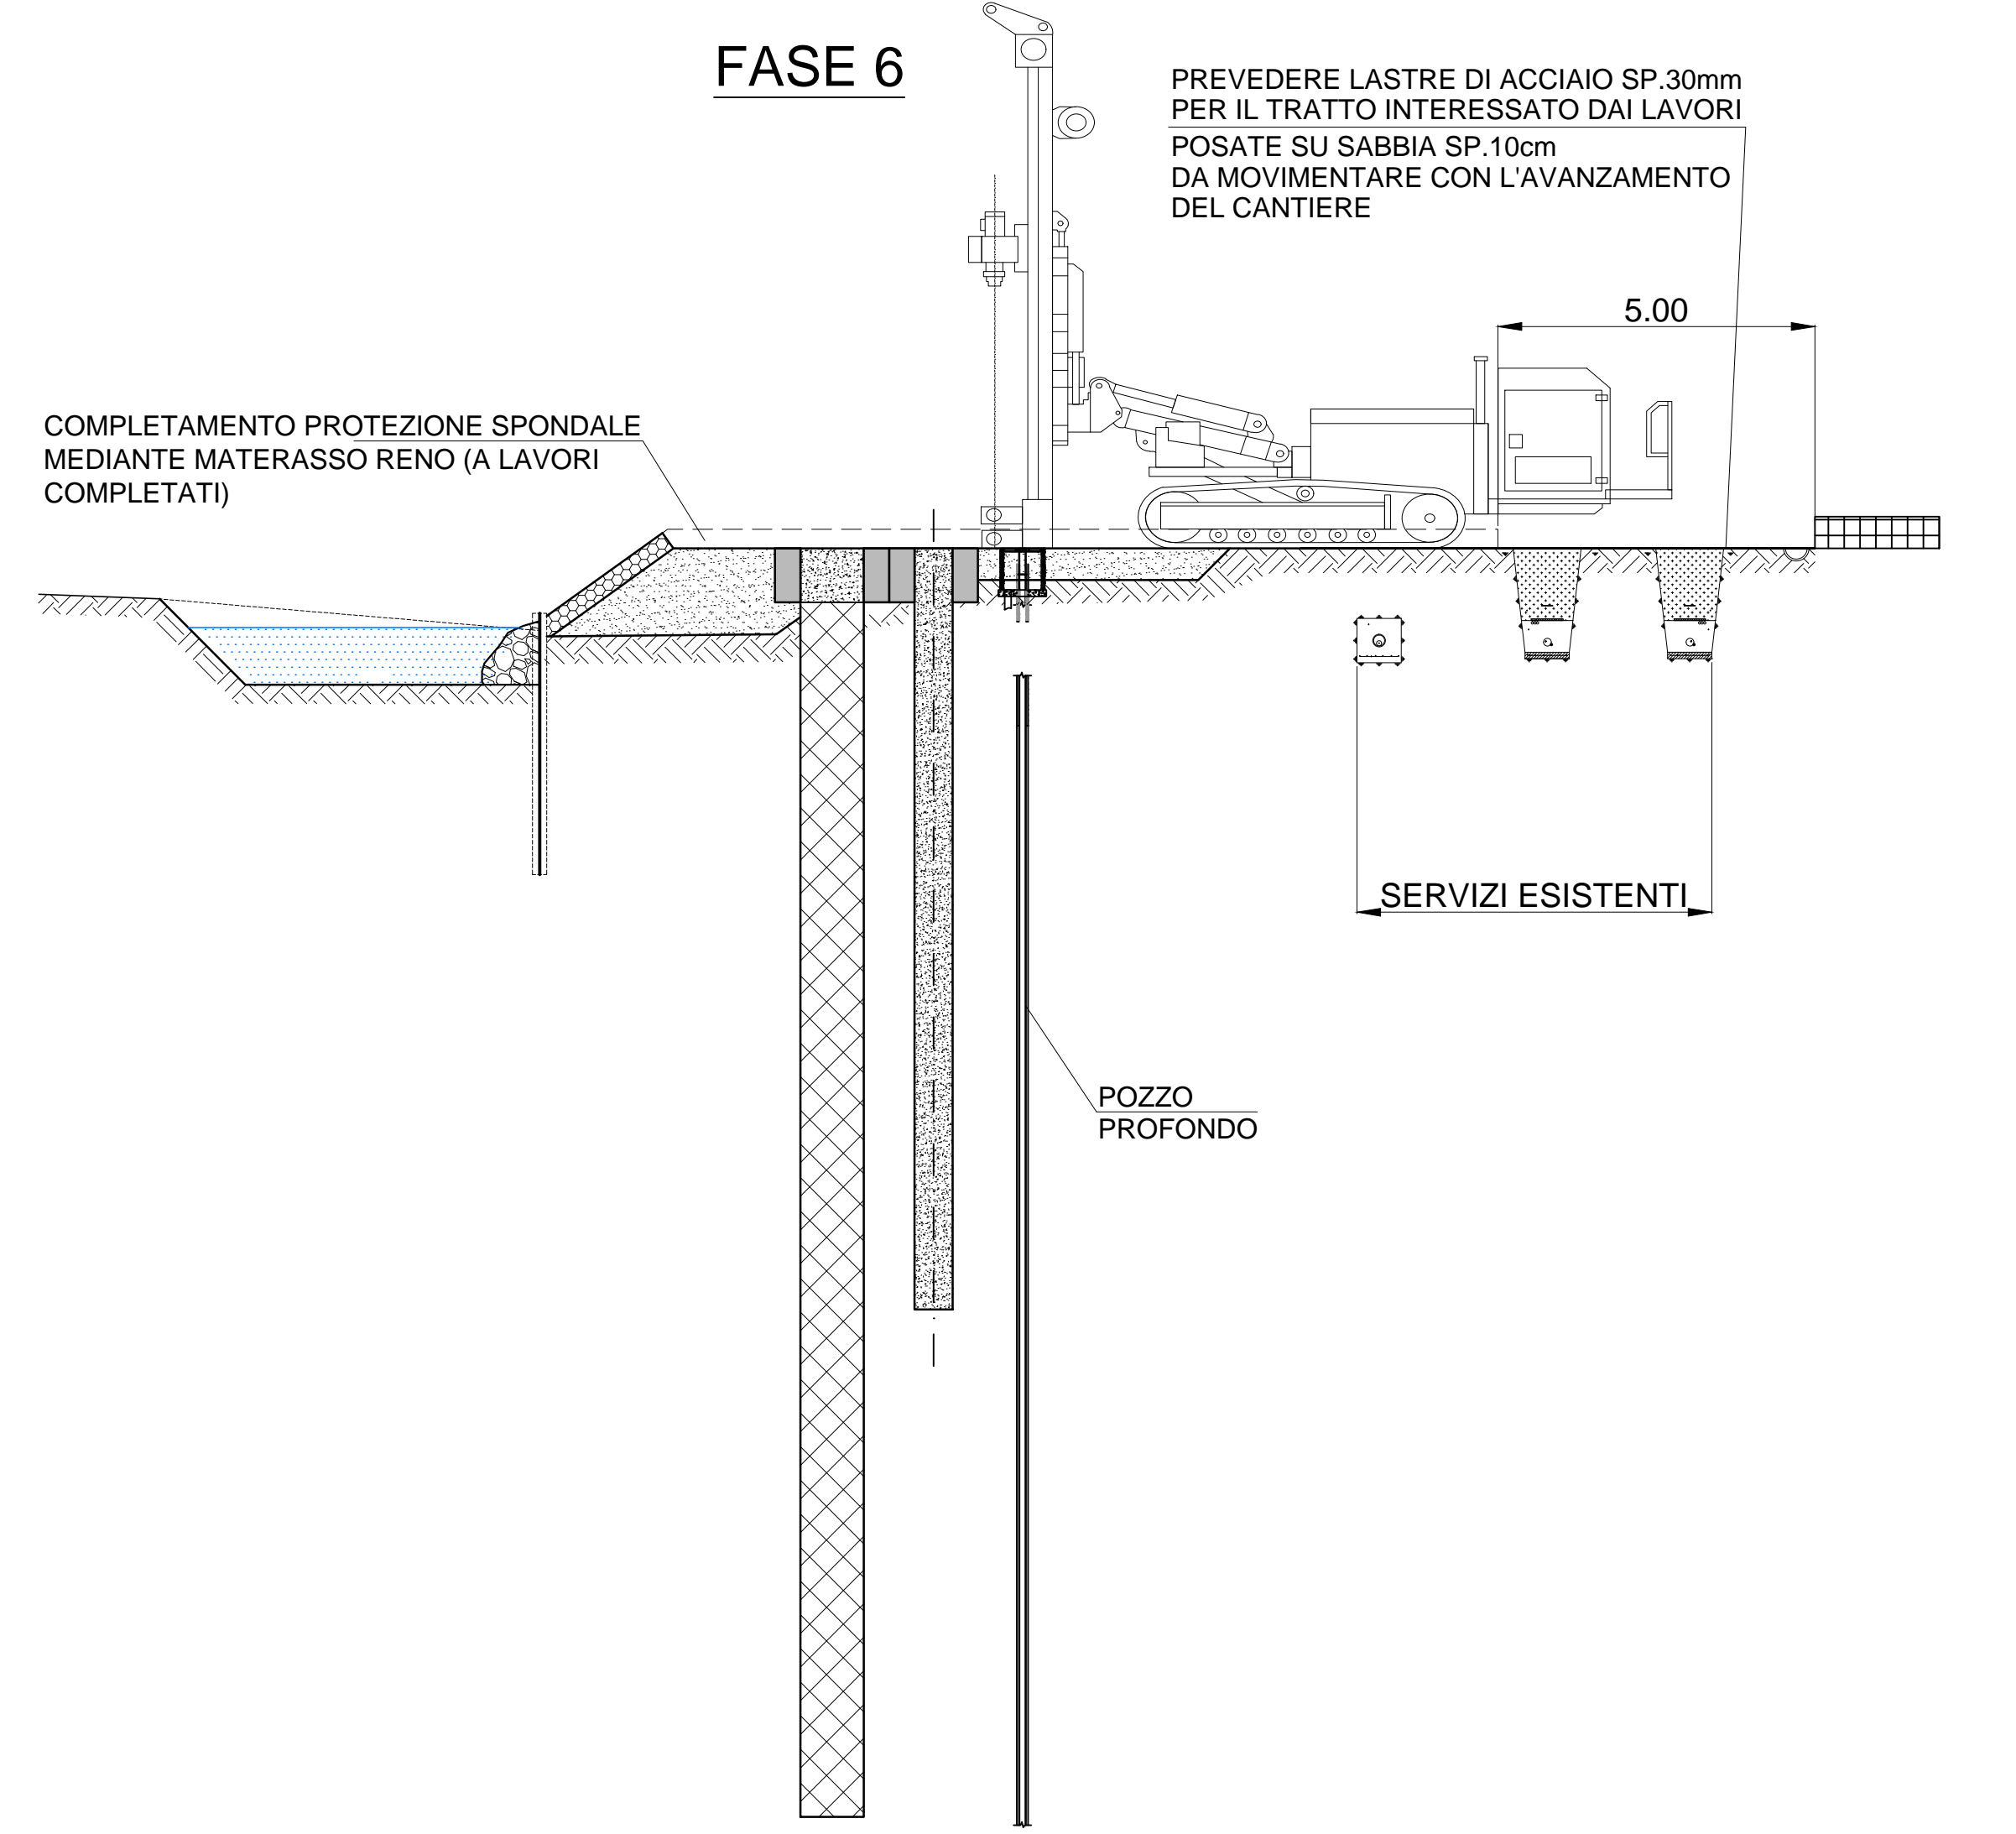 FASE 6
PREVEDERE LASTRE DI ACCIAIO SP.30mm
PER IL TRATTO INTERESSATO DAI LAVORI
POSATE SU SABBIA SP.10cm
DA MOVIMENTARE CON L'AVANZAMENTO
DEL CANTIERE
5.00
COMPLETAMENTO PROTEZIONE SPONDALE
MEDIANTE MATERASSO RENO (A LAVORI
COMPLETATI)
SERVIZI ESISTENTI
POZZO
PROFONDO